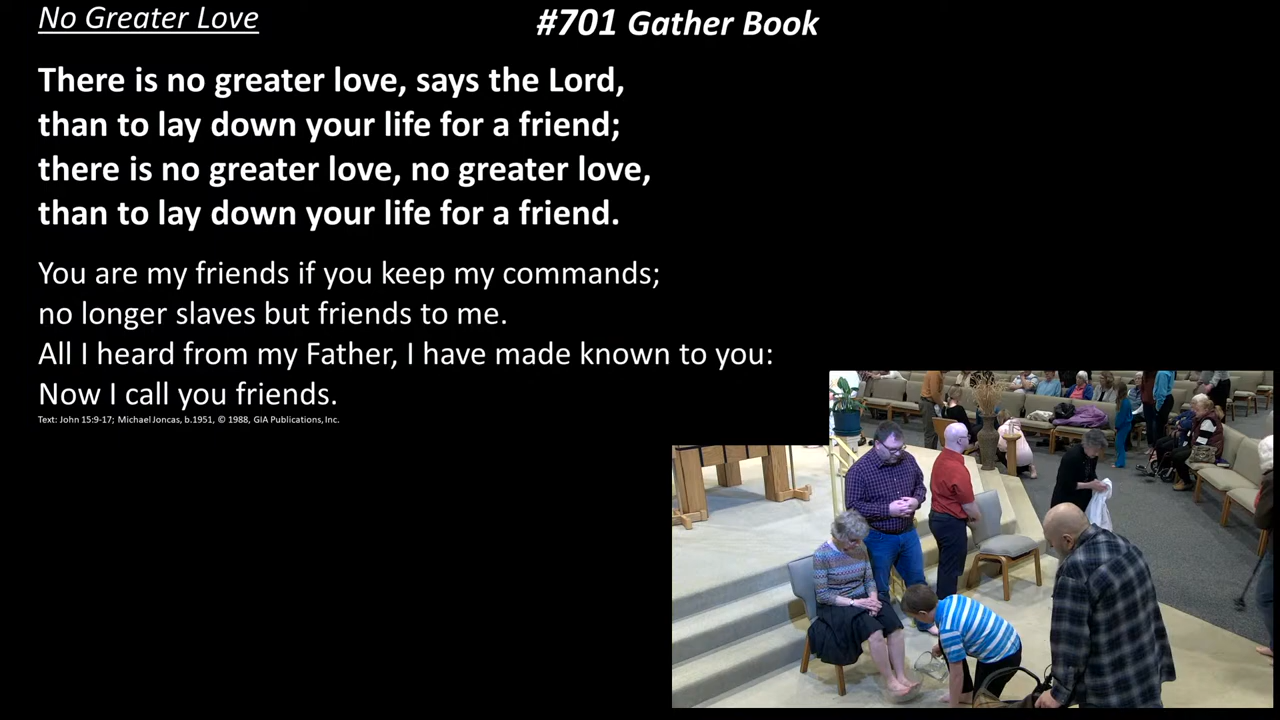 No Greater Love
#701 Gather Book
There is no greater love, says the Lord,
than to lay down your life for a friend;
there is no greater love, no greater love,
than to lay down your life for a friend.
You are my friends if you keep my commands;
no longer slaves but friends to me.
All I heard from my Father, I have made known to you:
Now I call you friends.
Text: John 15:9-17; Michael Joncas, b.1951, © 1988, GIA Publications, Inc.